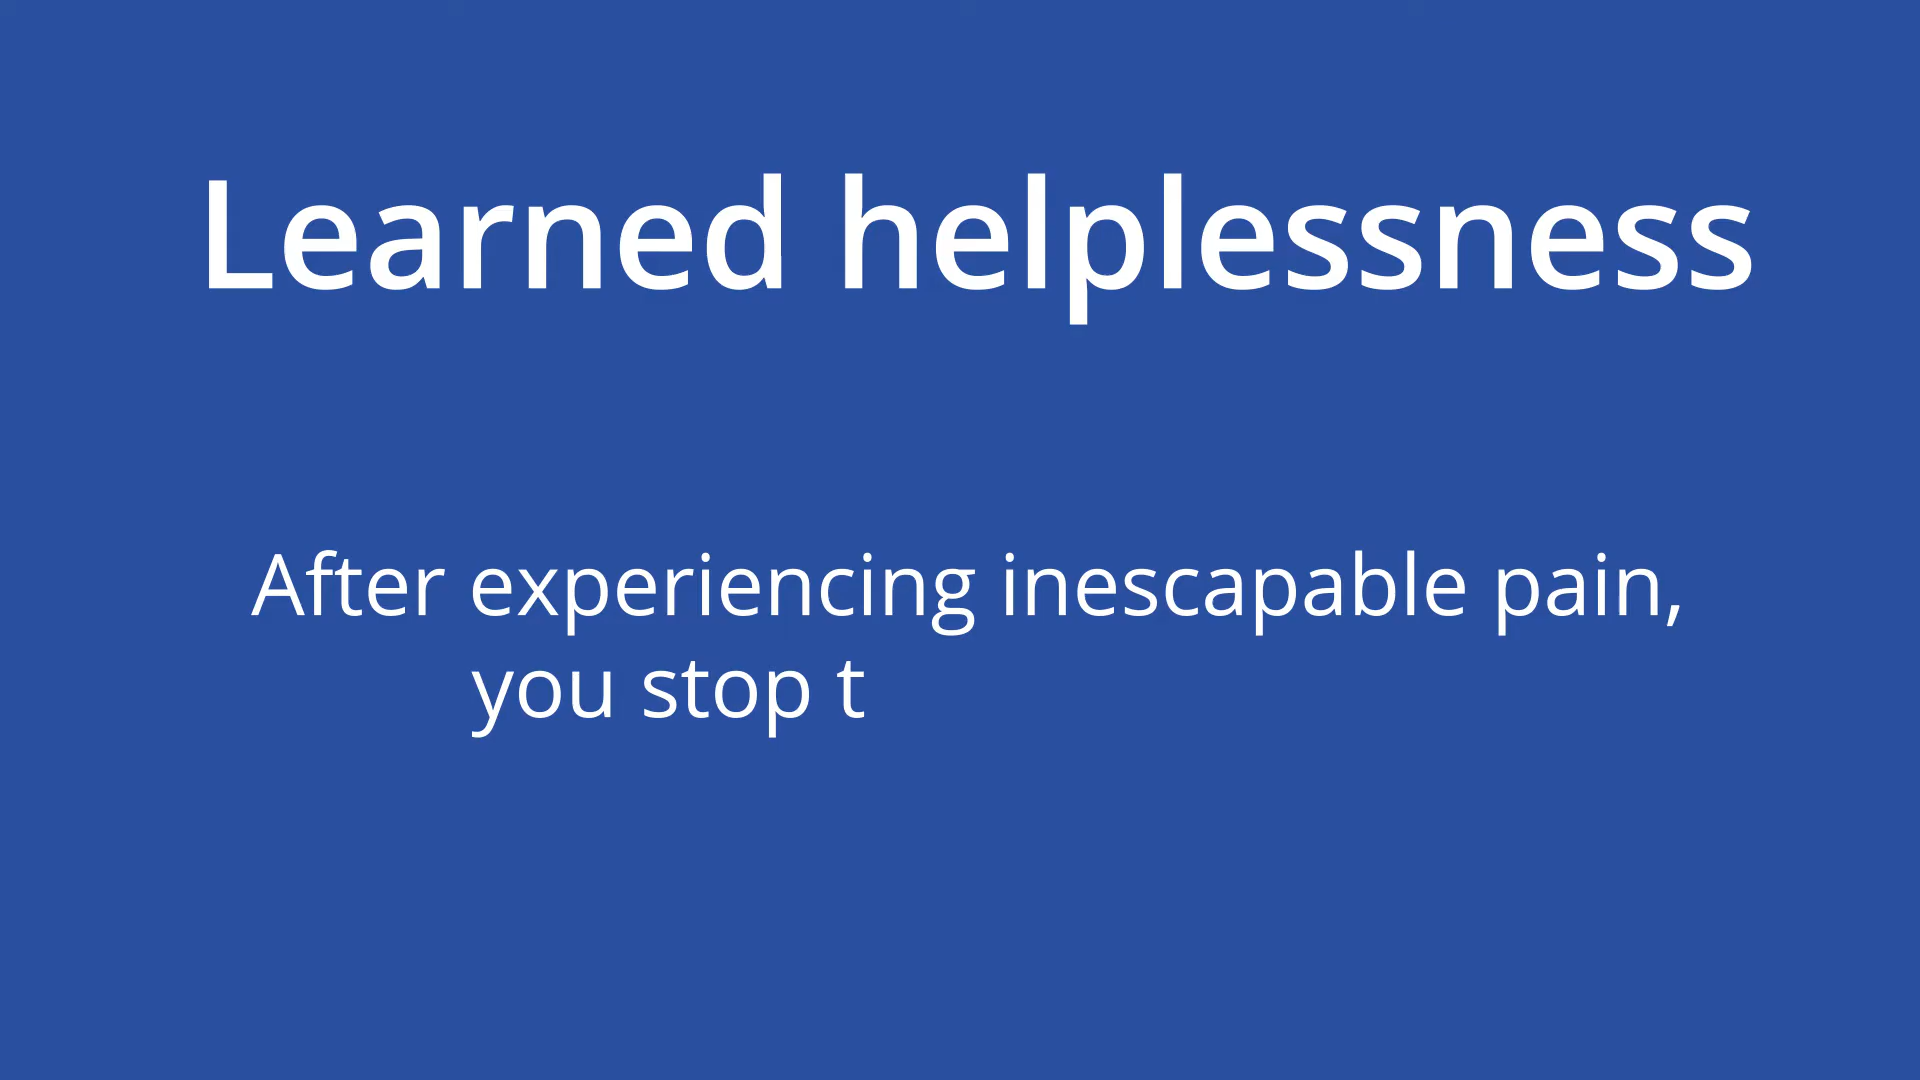 Learned helplessness
After experiencing inescapable pain,
you stop t